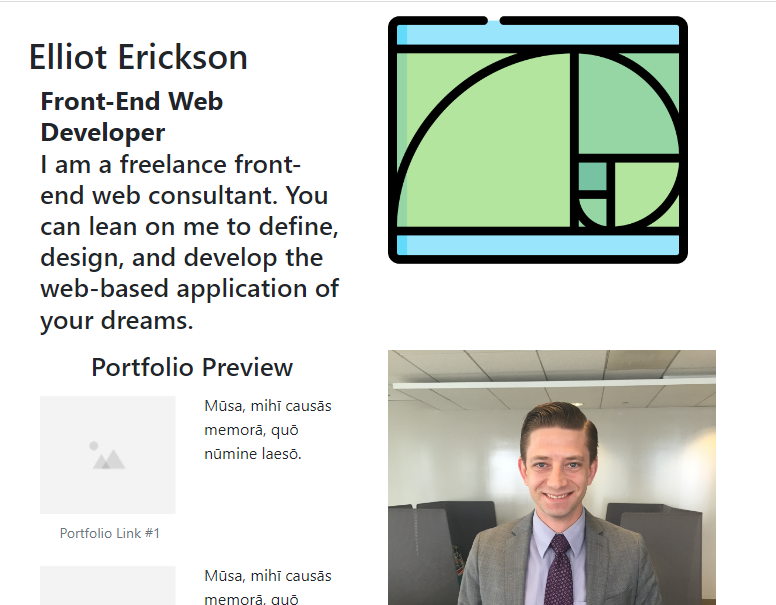 Elliot Erickson
Front-End Web
Developer
I am a freelance front-
end web consultant. You
can lean on me to define,
design, and develop the
web-based application of
your dreams.
Portfolio Preview
Mūsa, mihī causās
memorā, quō
nūmine laesō.
Portfolio Link #1
Mūsa, mihī causās
memorā, quō